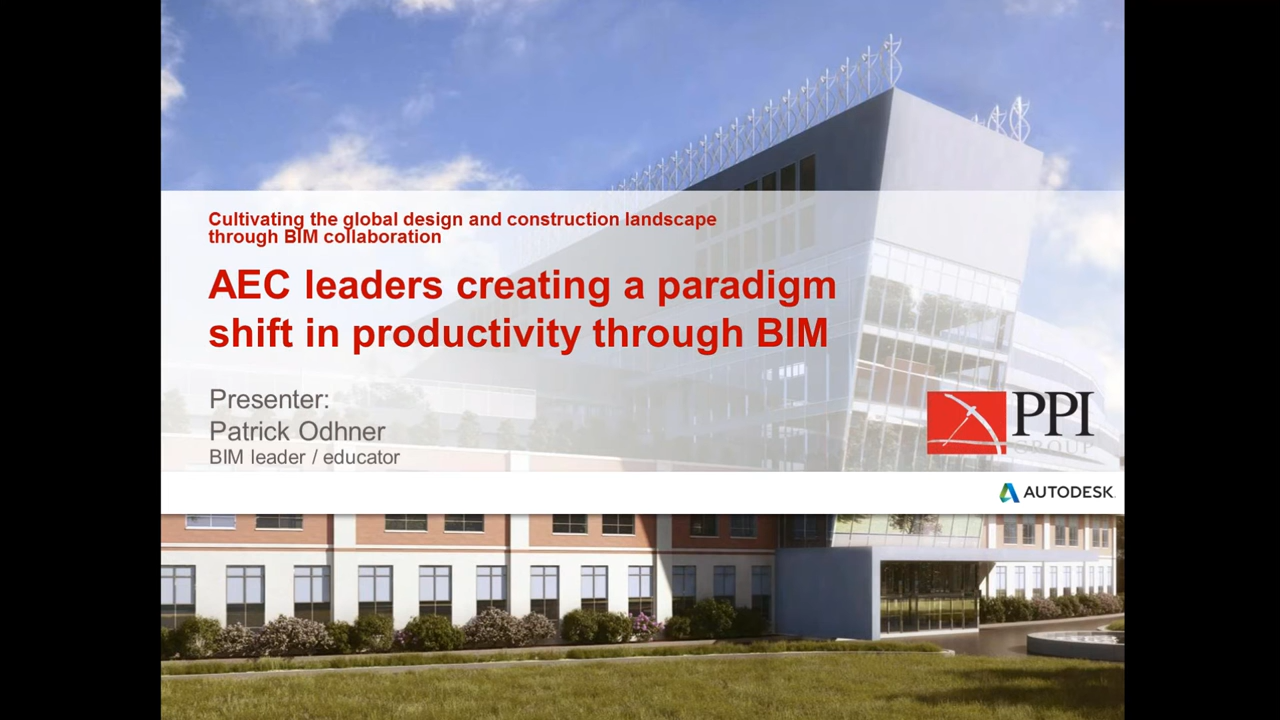 Cultivating the global design and construction landscape
through BIM collaboration
AEC leaders creating a paradigm
shift in productivity through BIM
Presenter:
Patrick Odhner
BIM leader / educator
PPI
GROUP
AUTODESK